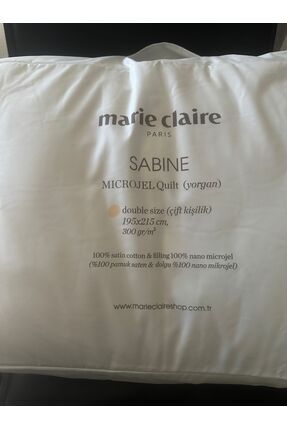 marie claire
PARIS
SABINE
MICROJEL Quilt (yorgan)
double size (çift kişilik)
195x215 cm,
300 gr/m²
100% satin cotton & filling 100% nano microjel
(%100 pamuk saten & dolgu %100 nano mikrojel)
www.marieclaireshop.com.tr